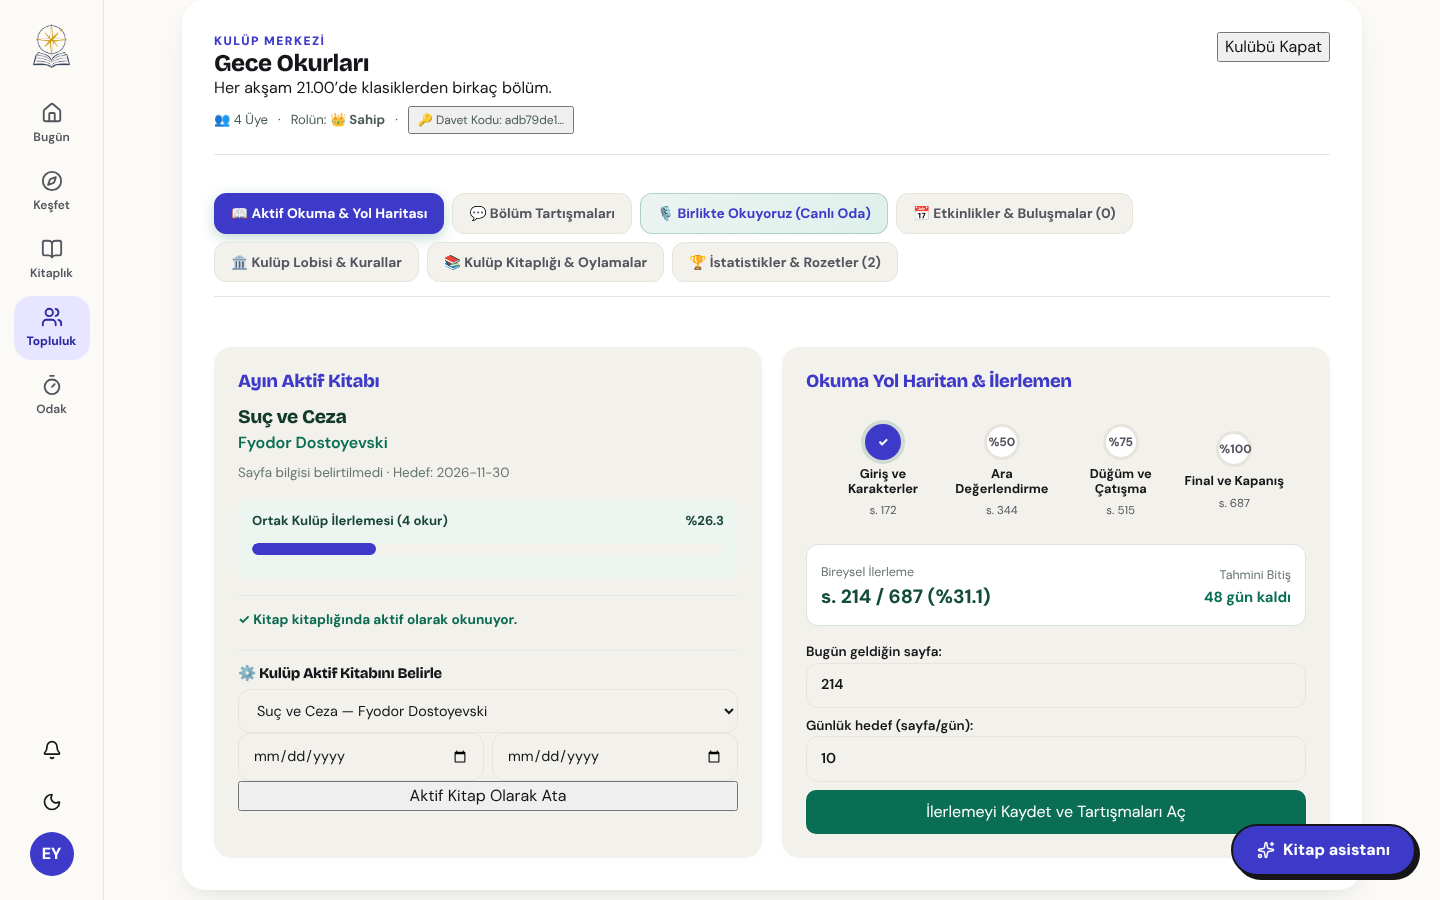 KULÜP MERKEZİ
Gece Okurları
Her akşam 21.00’de klasiklerden birkaç bölüm.
👥 4 Üye · Rolün: 👑 Sahip · 🔑 Davet Kodu: adb79de1…
Kulübü Kapat
Bugün
Keşfet
Kitaplık
Topluluk
Odak
EY
📖 Aktif Okuma & Yol Haritası
💬 Bölüm Tartışmaları
🎙️ Birlikte Okuyoruz (Canlı Oda)
📅 Etkinlikler & Buluşmalar (0)
🏛️ Kulüp Lobisi & Kurallar
📚 Kulüp Kitaplığı & Oylamalar
🏆 İstatistikler & Rozetler (2)
Ayın Aktif Kitabı
Suç ve Ceza
Fyodor Dostoyevski
Sayfa bilgisi belirtilmedi · Hedef: 2026-11-30
Ortak Kulüp İlerlemesi (4 okur) %26.3
✓ Kitap kitaplığında aktif olarak okunuyor.
⚙️ Kulüp Aktif Kitabını Belirle
Suç ve Ceza — Fyodor Dostoyevski
mm/dd/yyyy mm/dd/yyyy
Aktif Kitap Olarak Ata
Okuma Yol Haritan & İlerlemen
✓
Giriş ve
Karakterler
s. 172
%50
Ara
Değerlendirme
s. 344
%75
Düğüm ve
Çatışma
s. 515
%100
Final ve Kapanış
s. 687
Bireysel İlerleme
s. 214 / 687 (%31.1)
Tahmini Bitiş
48 gün kaldı
Bugün geldiğin sayfa:
214
Günlük hedef (sayfa/gün):
10
İlerlemeyi Kaydet ve Tartışmaları Aç
Kitap asistanı